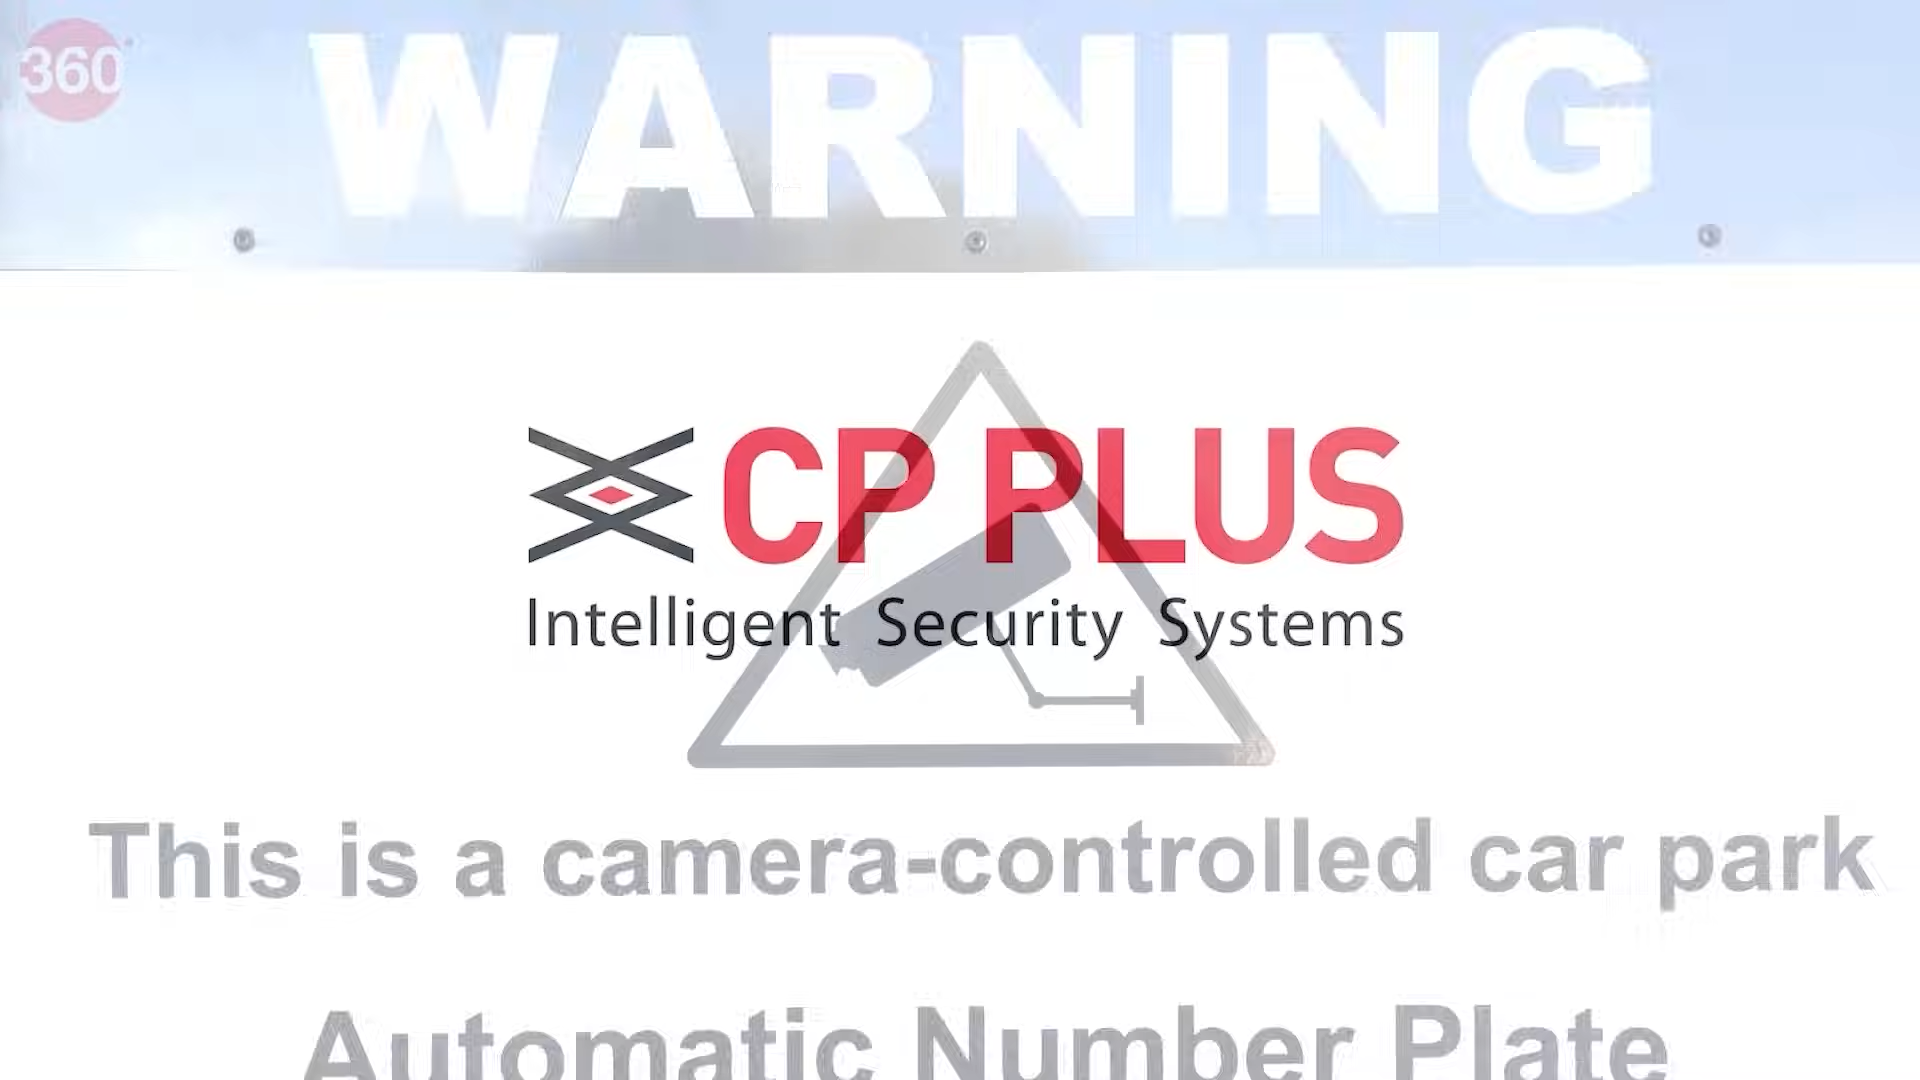 360
WARNING
CP PLUS
Intelligent Security Systems
This is a camera-controlled car park
Automatic Number Plate